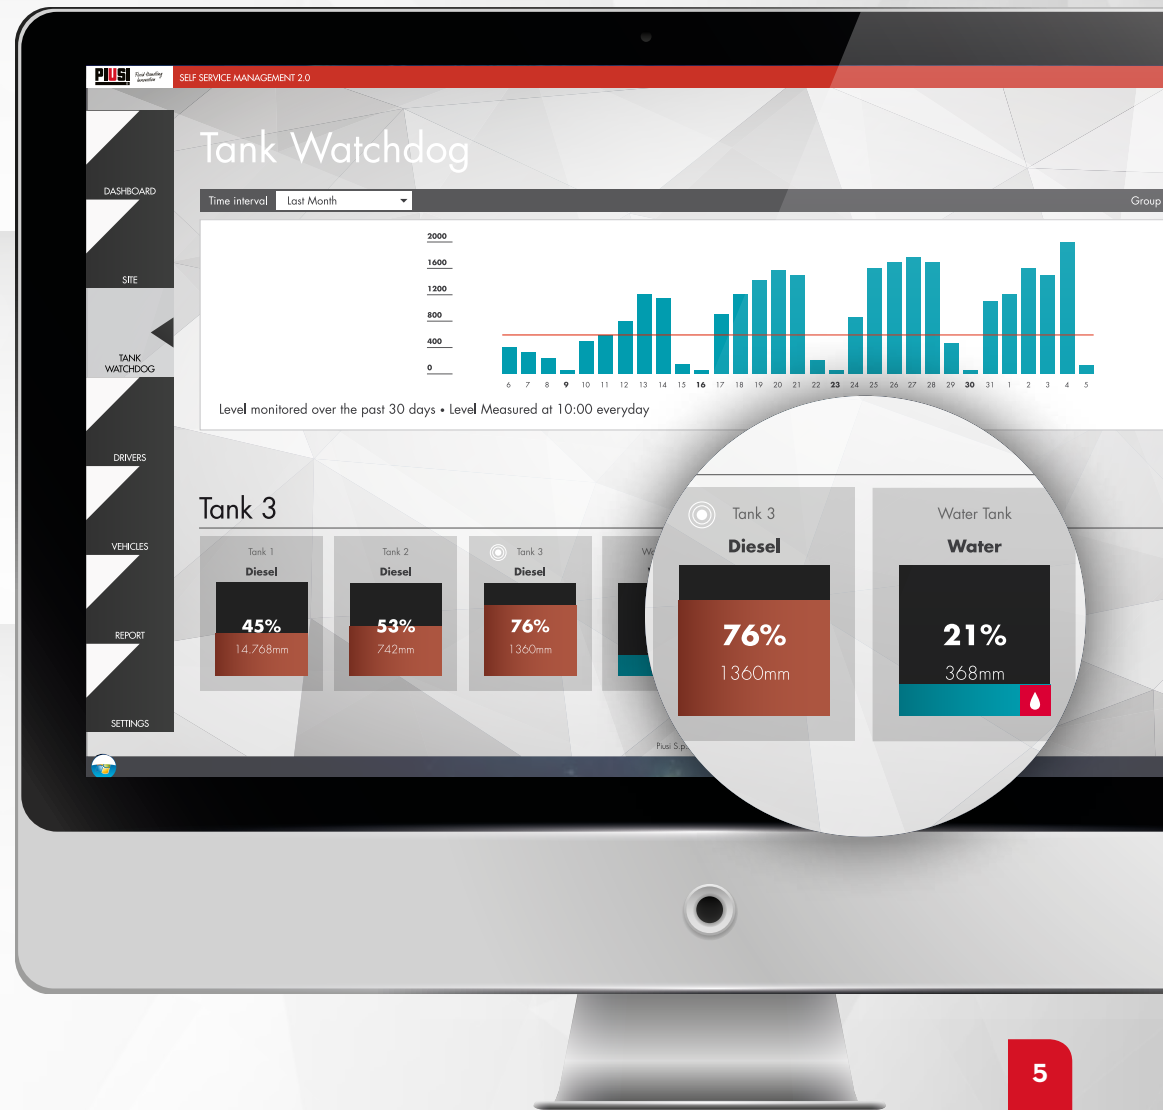 PIUSI Fluid Handling Innovation SELF SERVICE MANAGEMENT 2.0
Tank Watchdog
Time interval Last Month Group
DASHBOARD
SITE
TANK WATCHDOG
DRIVERS
VEHICLES
REPORT
SETTINGS
2000
1600
1200
800
400
0
6 7 8 9 10 11 12 13 14 15 16 17 18 19 20 21 22 23 24 25 26 27 28 29 30 31 1 2 3 4 5
Level monitored over the past 30 days • Level Measured at 10:00 everyday
Tank 3
Tank 1
Diesel
45%
14.768mm
Tank 2
Diesel
53%
742mm
Tank 3
Diesel
76%
1360mm
Wa
Tank 3
Diesel
76%
1360mm
Water Tank
Water
21%
368mm
Piusi S.p.
5